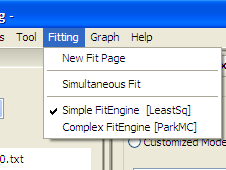 g -
s Tool Fitting Graph Help
New Fit Page
Simultaneous Fit
Simple FitEngine [LeastSq]
Complex FitEngine [ParkMC]
Customized Mode
0.txt